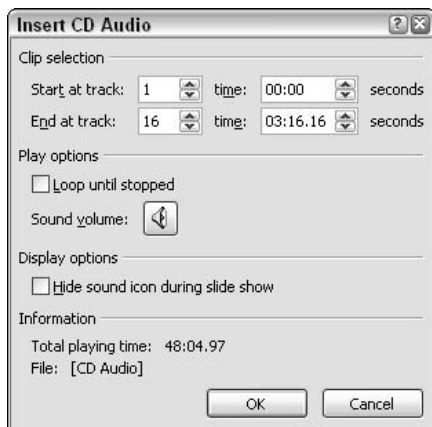 Insert CD Audio
Clip selection
Start at track: 1 time: 00:00 seconds
End at track: 16 time: 03:16.16 seconds
Play options
Loop until stopped
Sound volume:
Display options
Hide sound icon during slide show
Information
Total playing time: 48:04.97
File: [CD Audio]
OK Cancel